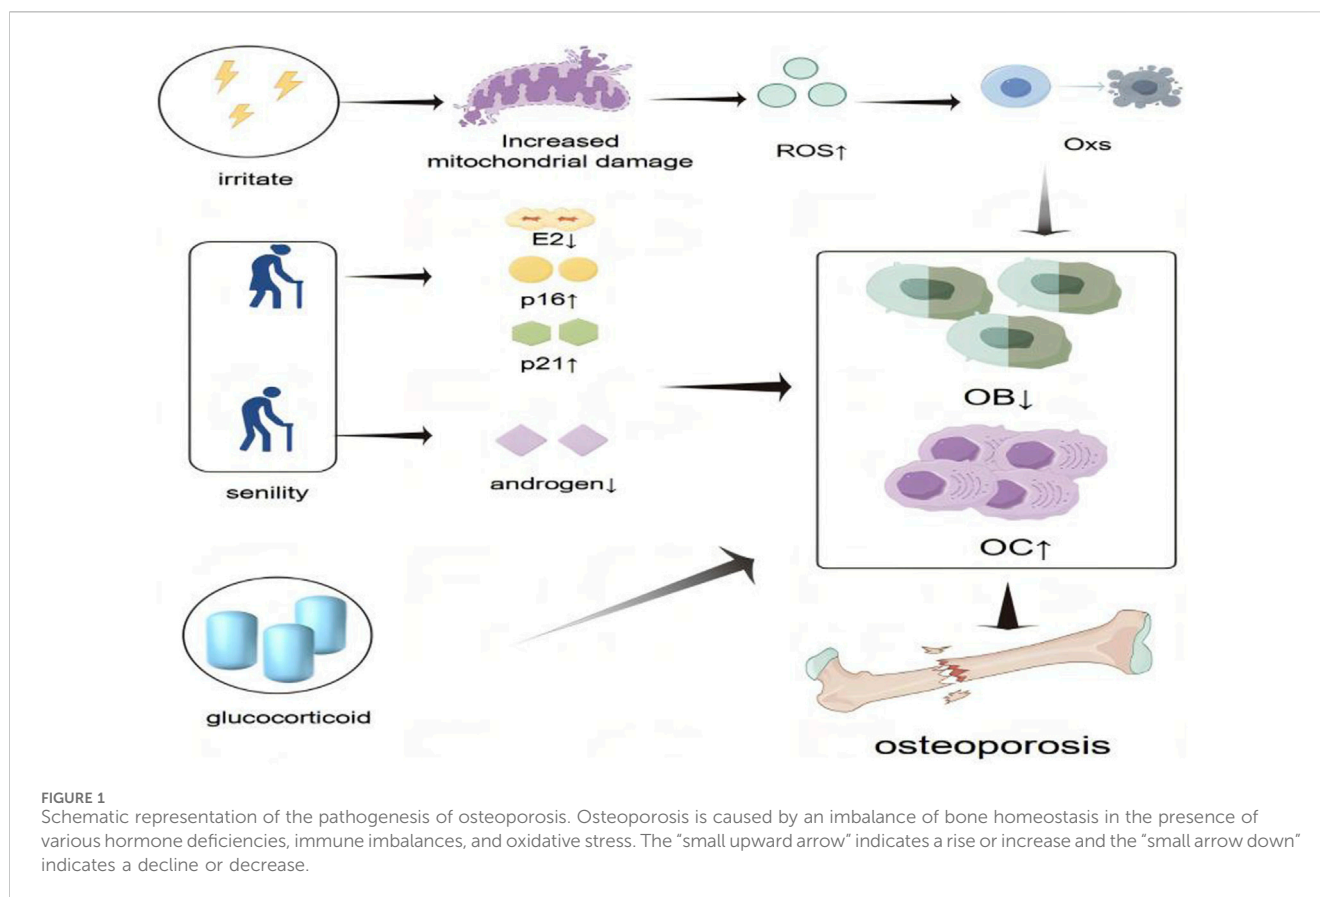 irritate
Increased
mitochondrial damage
ROS↑
Oxs
E2↓
p16↑
p21↑
androgen↓
senility
OB↓
OC↑
glucocorticoid
osteoporosis
FIGURE 1
Schematic representation of the pathogenesis of osteoporosis. Osteoporosis is caused by an imbalance of bone homeostasis in the presence of
various hormone deficiencies, immune imbalances, and oxidative stress. The “small upward arrow” indicates a rise or increase and the “small arrow down”
indicates a decline or decrease.